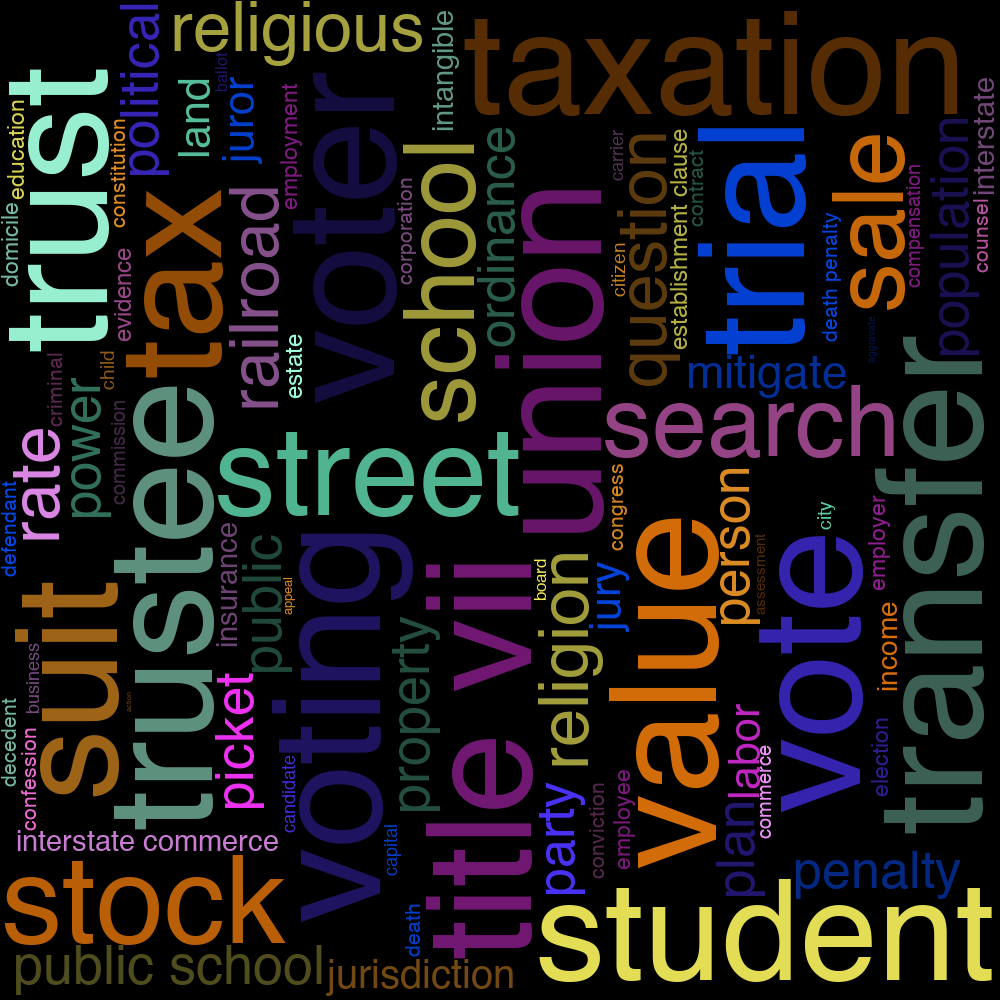 religious
taxation
political
intangible
ballot
trust
land
juror
employment
voter
education
constitution
interstate
school
ordinance
carrier
question
establishment clause
contract
trial
sale
population
compensation
counsel
domicile
tax
railroad
corporation
union
citizen
evidence
death penalty
aggravate
estate
criminal
child
mitigate
transfer
power
commission
trustee
search
rate
street
defendant
congress
person
value
city
employer
insurance
public
voting
title vii
board
religion
jury
assessment
vote
appeal
suit
income
property
business
action
picket
decedent
confession
candidate
labor
plan
commerce
election
interstate commerce
capital
party
conviction
employee
stock
penalty
student
death
public school
jurisdiction